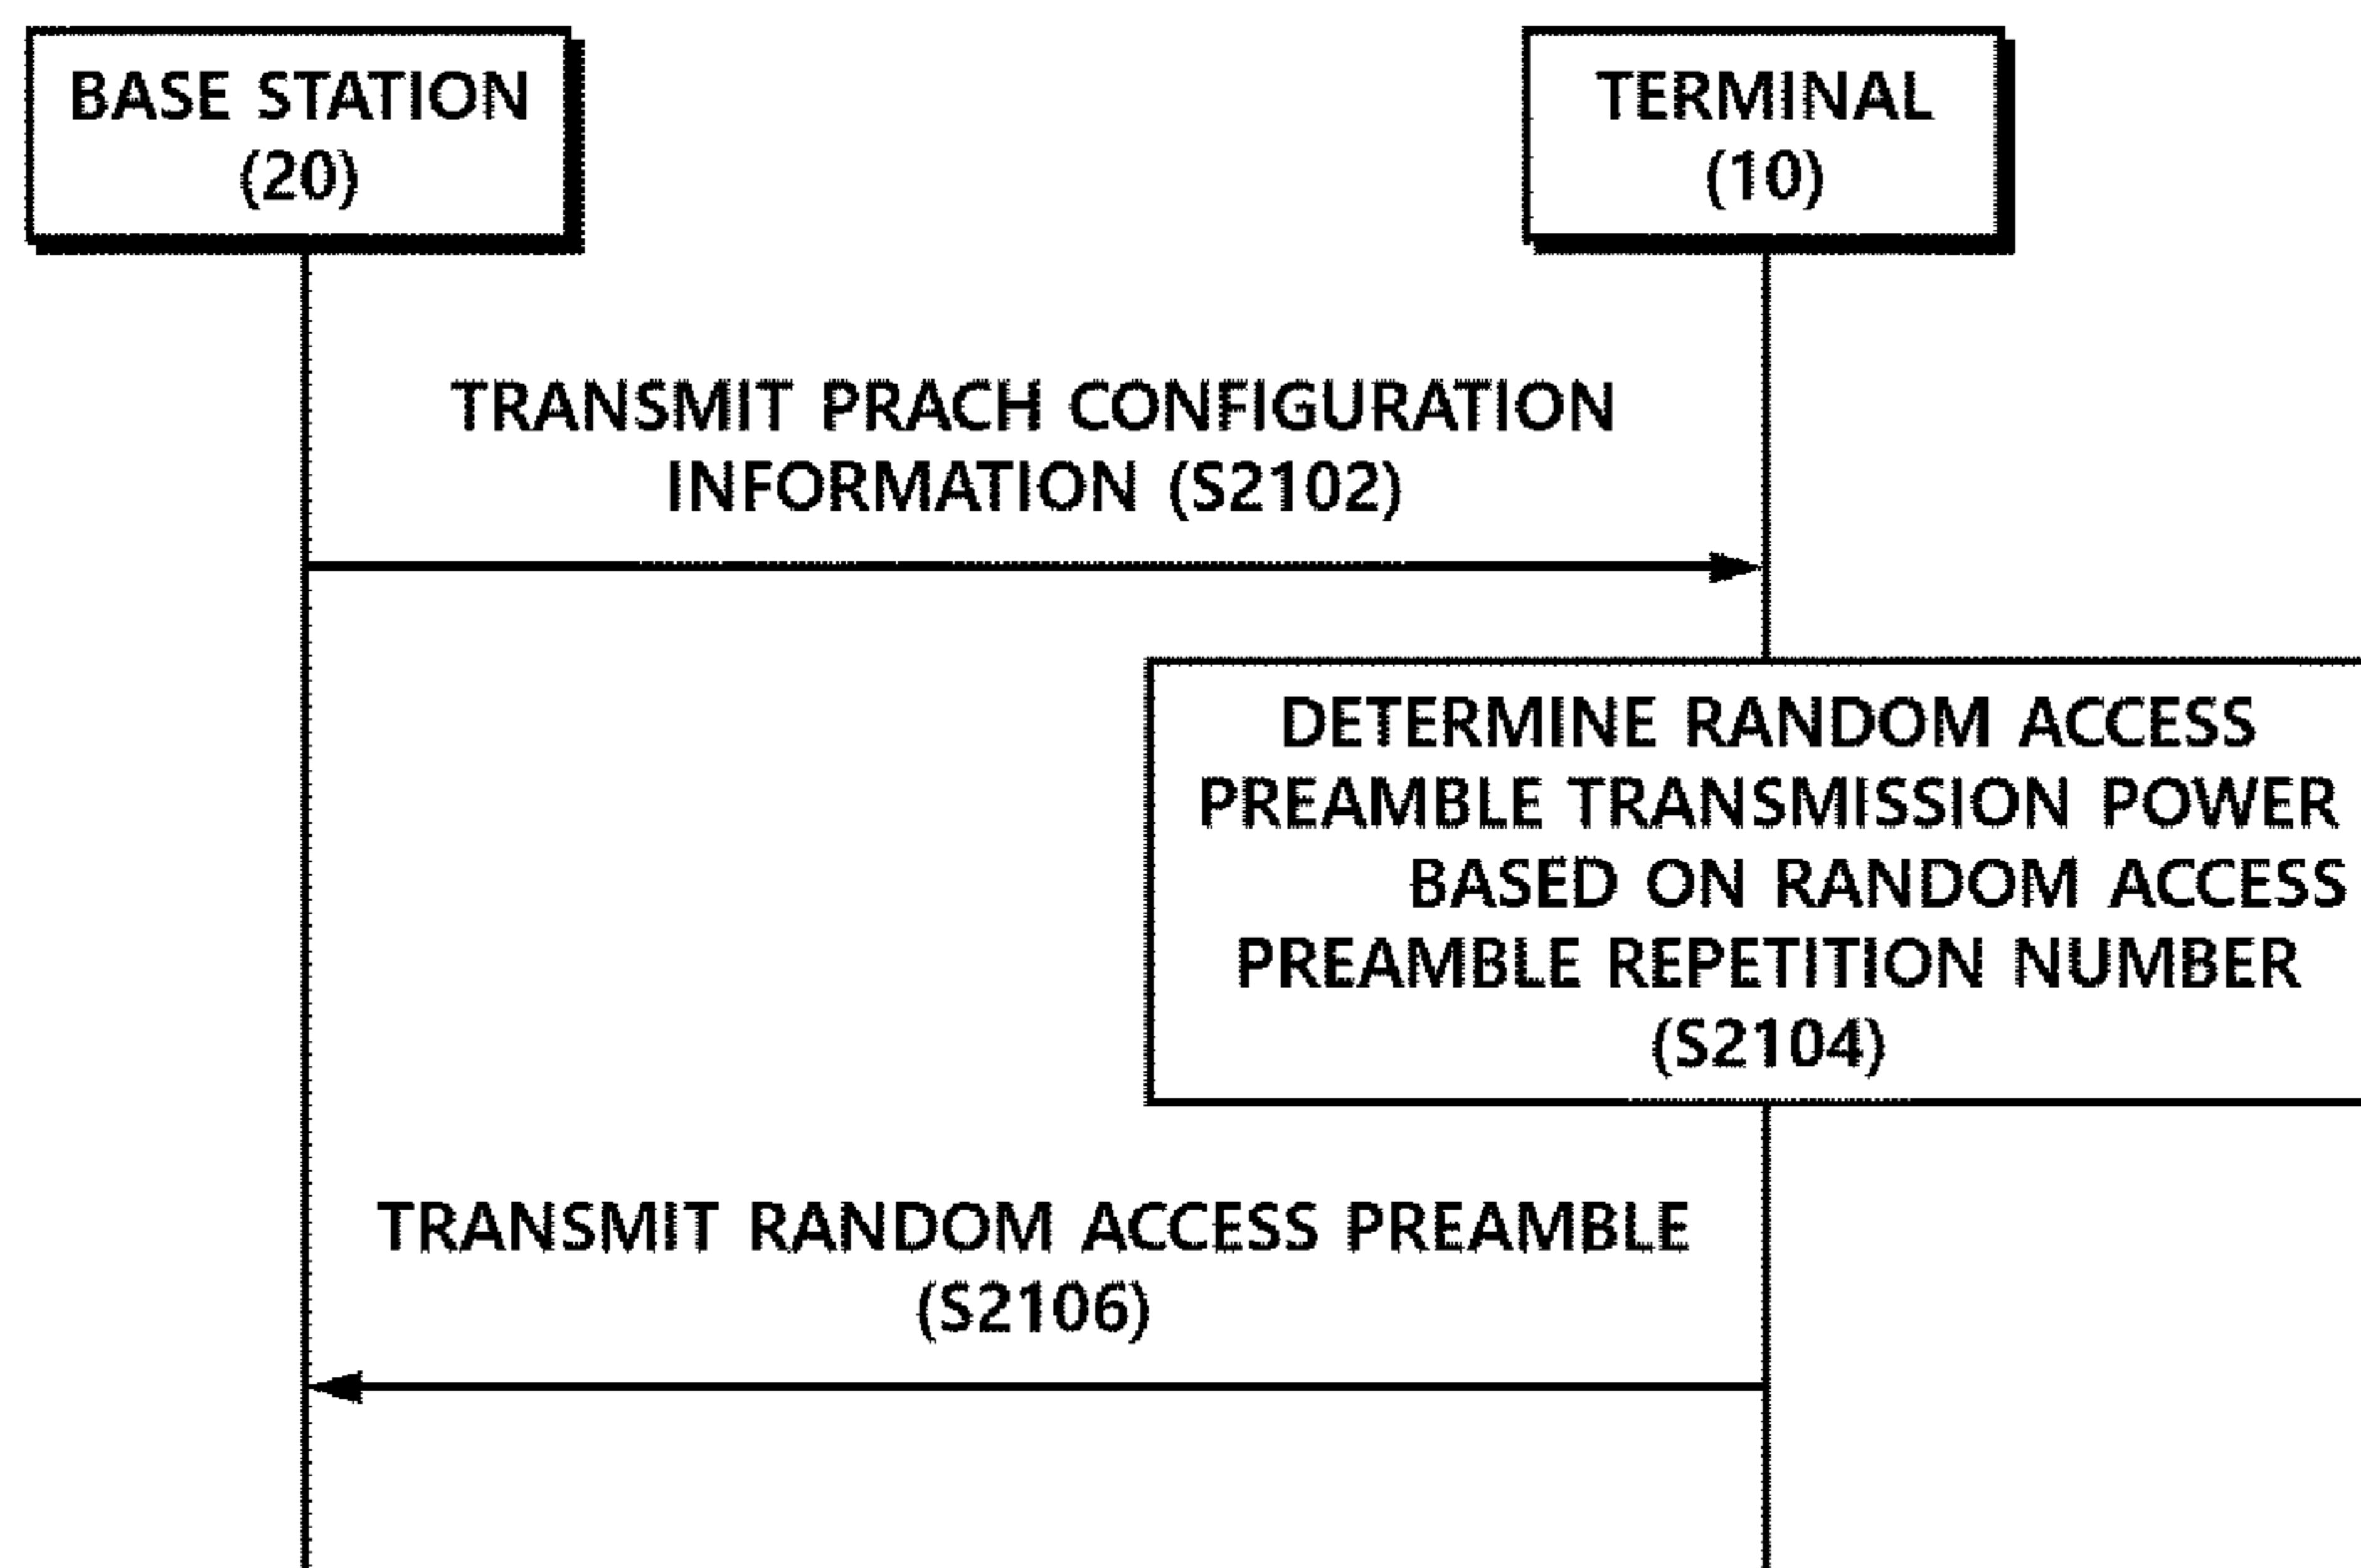 BASE STATION
(20)
TERMINAL
(10)
TRANSMIT PRACH CONFIGURATION
INFORMATION (S2102)
DETERMINE RANDOM ACCESS
PREAMBLE TRANSMISSION POWER
BASED ON RANDOM ACCESS
PREAMBLE REPETITION NUMBER
(S2104)
TRANSMIT RANDOM ACCESS PREAMBLE
(S2106)